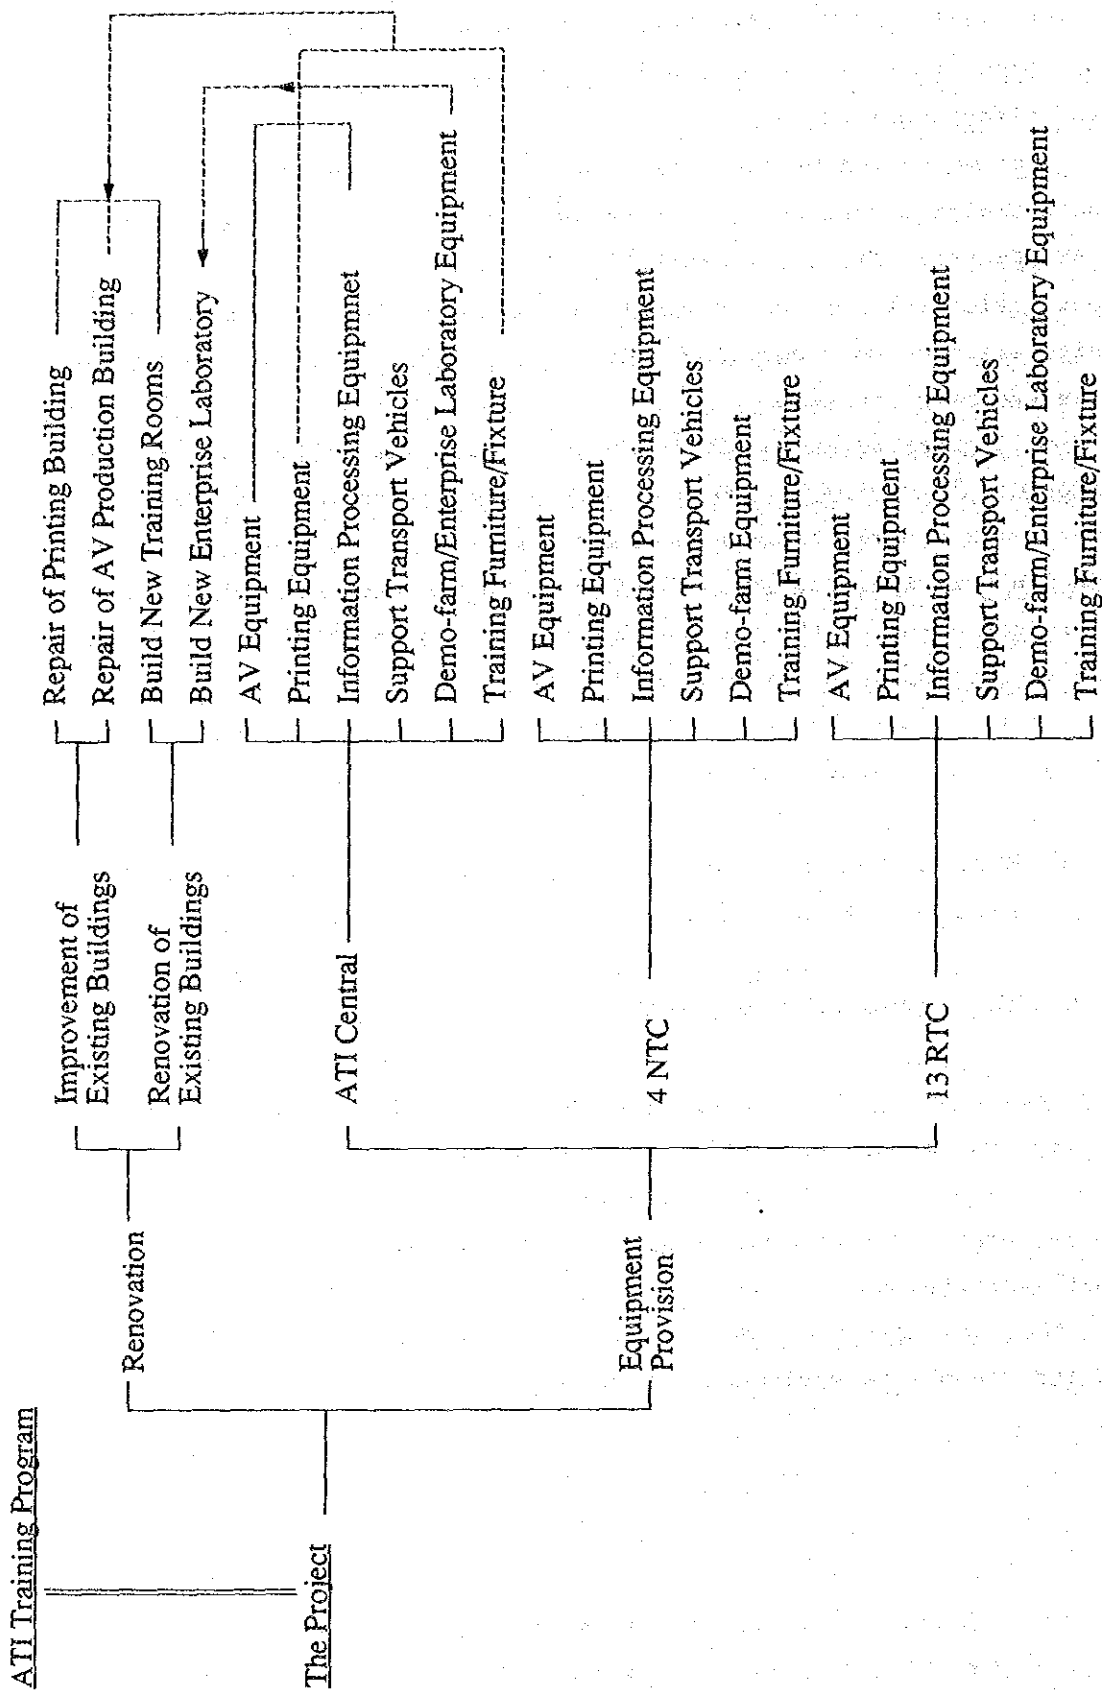 ATI Training Program
The Project
Renovation
Improvement of
Existing Buildings
Repair of Printing Building
Repair of AV Production Building
Renovation of
Existing Buildings
Build New Training Rooms
Build New Enterprise Laboratory
Equipment
Provision
ATI Central
AV Equipment
Printing Equipment
Information Processing Equipmnet
Support Transport Vehicles
Demo-farm/Enterprise Laboratory Equipment
Training Furniture/Fixture
4 NTC
AV Equipment
Printing Equipment
Information Processing Equipment
Support Transport Vehicles
Demo-farm Equipment
Training Furniture/Fixture
13 RTC
AV Equipment
Printing Equipment
Information Processing Equipment
Support Transport Vehicles
Demo-farm/Enterprise Laboratory Equipment
Training Furniture/Fixture